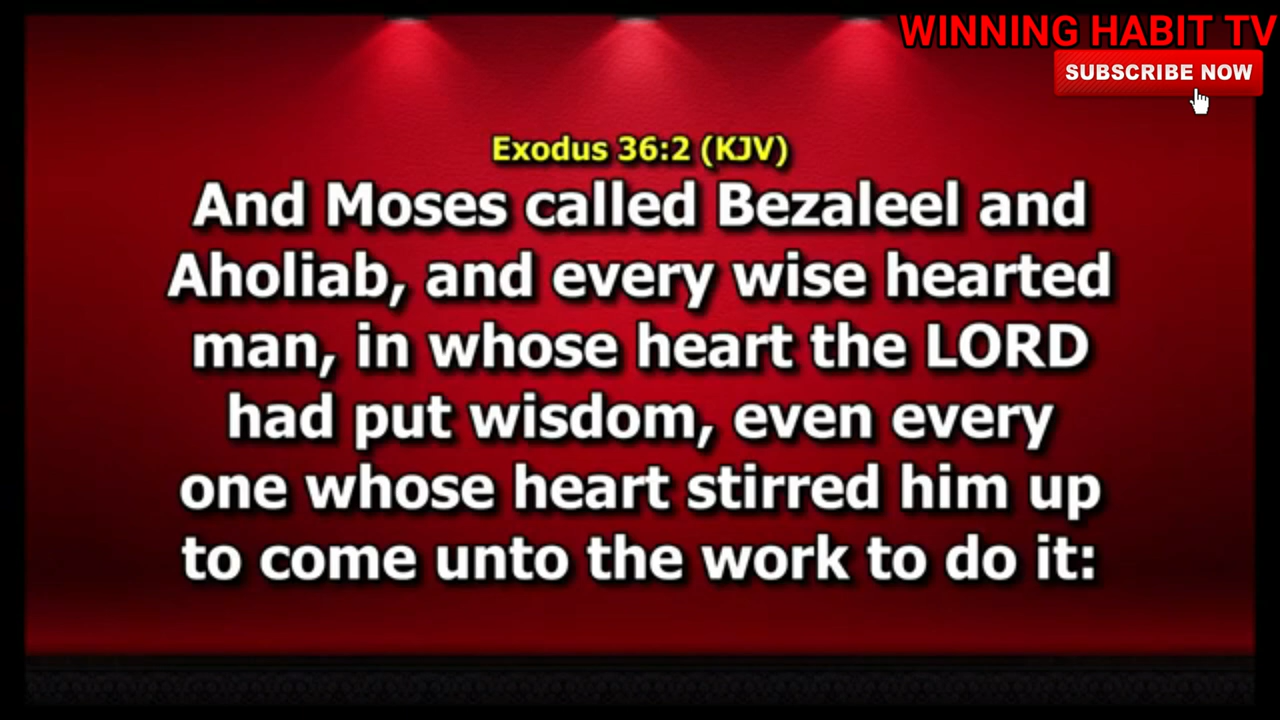 WINNING HABIT TV
SUBSCRIBE NOW
Exodus 36:2 (KJV)
And Moses called Bezaleel and
Aholiab, and every wise hearted
man, in whose heart the LORD
had put wisdom, even every
one whose heart stirred him up
to come unto the work to do it: